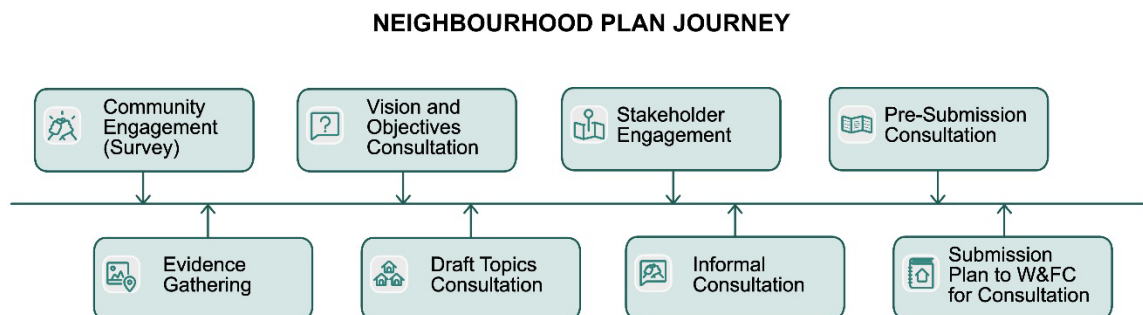 NEIGHBOURHOOD PLAN JOURNEY
Community
Engagement
(Survey)
Vision and
Objectives
Consultation
Stakeholder
Engagement
Pre-Submission
Consultation
Evidence
Gathering
Draft Topics
Consultation
Informal
Consultation
Submission
Plan to W&FC
for Consultation